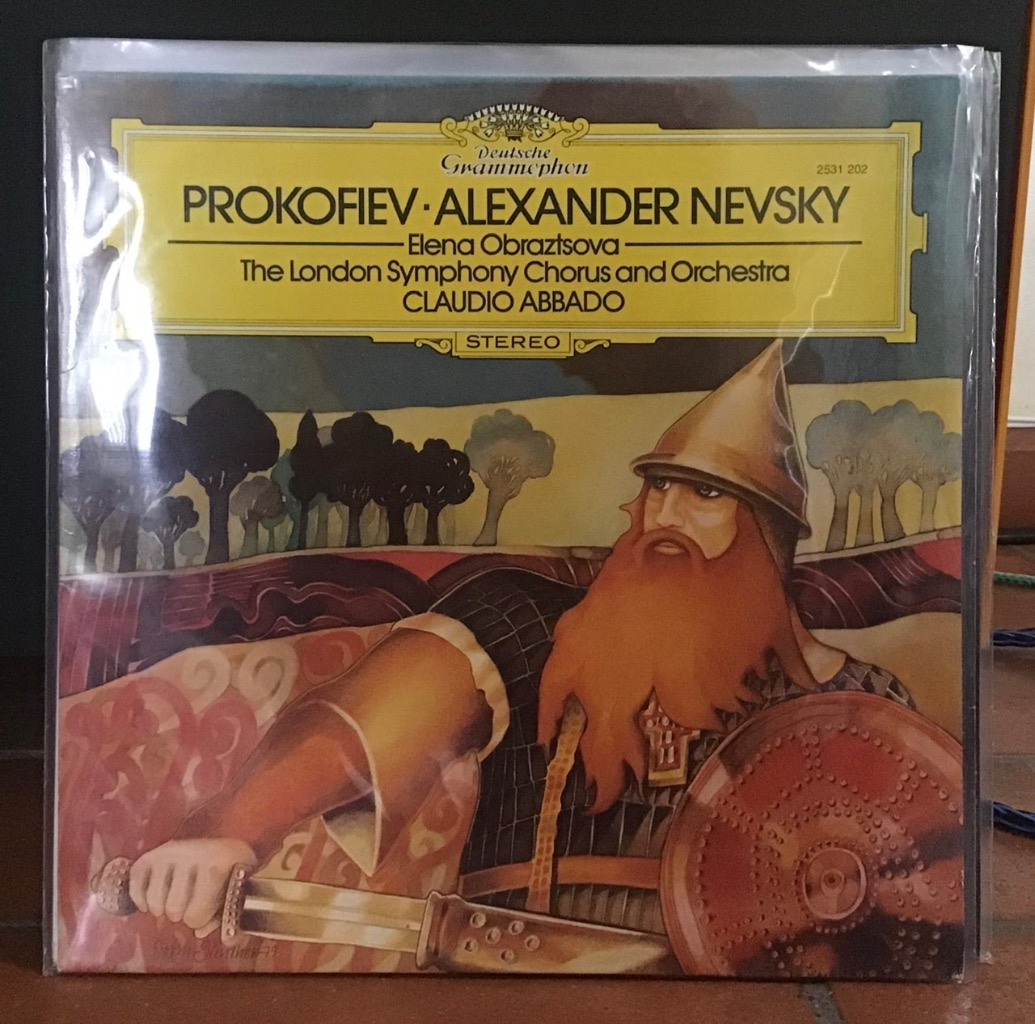 Deutsche
Grammophon
2531 202
PROKOFIEV · ALEXANDER NEVSKY
Elena Obraztsova
The London Symphony Chorus and Orchestra
CLAUDIO ABBADO
STEREO